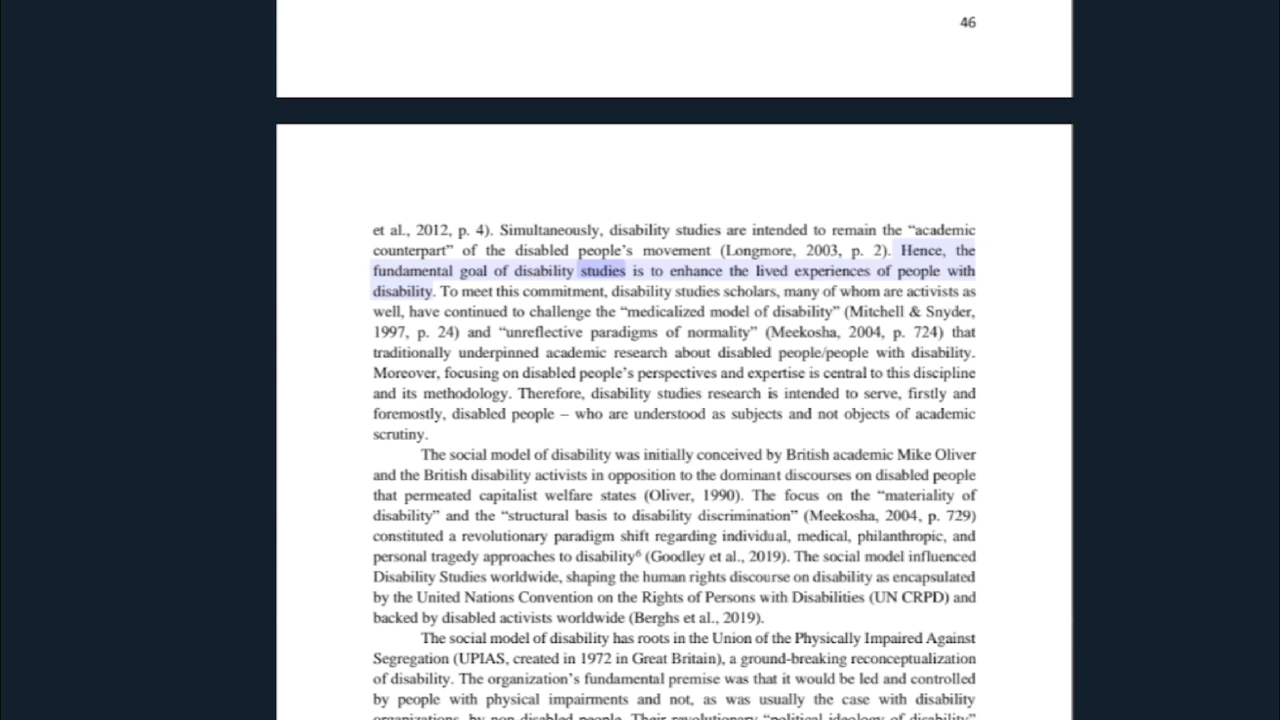 46
et al., 2012, p. 4). Simultaneously, disability studies are intended to remain the “academic
counterpart” of the disabled people’s movement (Longmore, 2003, p. 2). Hence, the
fundamental goal of disability studies is to enhance the lived experiences of people with
disability. To meet this commitment, disability studies scholars, many of whom are activists as
well, have continued to challenge the “medicalized model of disability” (Mitchell & Snyder,
1997, p. 24) and “unreflective paradigms of normality” (Meekosha, 2004, p. 724) that
traditionally underpinned academic research about disabled people/people with disability.
Moreover, focusing on disabled people’s perspectives and expertise is central to this discipline
and its methodology. Therefore, disability studies research is intended to serve, firstly and
foremostly, disabled people – who are understood as subjects and not objects of academic
scrutiny.
The social model of disability was initially conceived by British academic Mike Oliver
and the British disability activists in opposition to the dominant discourses on disabled people
that permeated capitalist welfare states (Oliver, 1990). The focus on the “materiality of
disability” and the “structural basis to disability discrimination” (Meekosha, 2004, p. 729)
constituted a revolutionary paradigm shift regarding individual, medical, philanthropic, and
personal tragedy approaches to disability⁶ (Goodley et al., 2019). The social model influenced
Disability Studies worldwide, shaping the human rights discourse on disability as encapsulated
by the United Nations Convention on the Rights of Persons with Disabilities (UN CRPD) and
backed by disabled activists worldwide (Berghs et al., 2019).
The social model of disability has roots in the Union of the Physically Impaired Against
Segregation (UPIAS, created in 1972 in Great Britain), a ground-breaking reconceptualization
of disability. The organization’s fundamental premise was that it would be led and controlled
by people with physical impairments and not, as was usually the case with disability
organizations, by non-disabled people. Their revolutionary “political ideology of disability”